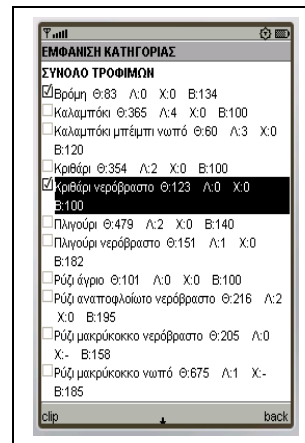 ΕΜΦΑΝΙΣΗ ΚΑΤΗΓΟΡΙΑΣ
ΣΥΝΟΛΟ ΤΡΟΦΙΜΩΝ
Βρόμη Θ:83 Λ:0 Χ:0 Β:134
Καλαμπόκι Θ:365 Λ:4 Χ:0 Β:100
Καλαμπόκι μπέιμπι νωπό Θ:60 Λ:3 Χ:0
Β:120
Κριθάρι Θ:354 Λ:2 Χ:0 Β:100
Κριθάρι νερόβραστο Θ:123 Λ:0 Χ:0
Β:100
Πλιγούρι Θ:479 Λ:2 Χ:0 Β:140
Πλιγούρι νερόβραστο Θ:151 Λ:1 Χ:0
Β:182
Ρύζι άγριο Θ:101 Λ:0 Χ:0 Β:100
Ρύζι αναποφλοίωτο νερόβραστο Θ:216 Λ:2
Χ:0 Β:195
Ρύζι μακρύκοκκο νερόβραστο Θ:205 Λ:0
Χ:- Β:158
Ρύζι μακρύκοκκο νωπό Θ:675 Λ:1 Χ:-
Β:185
clip back